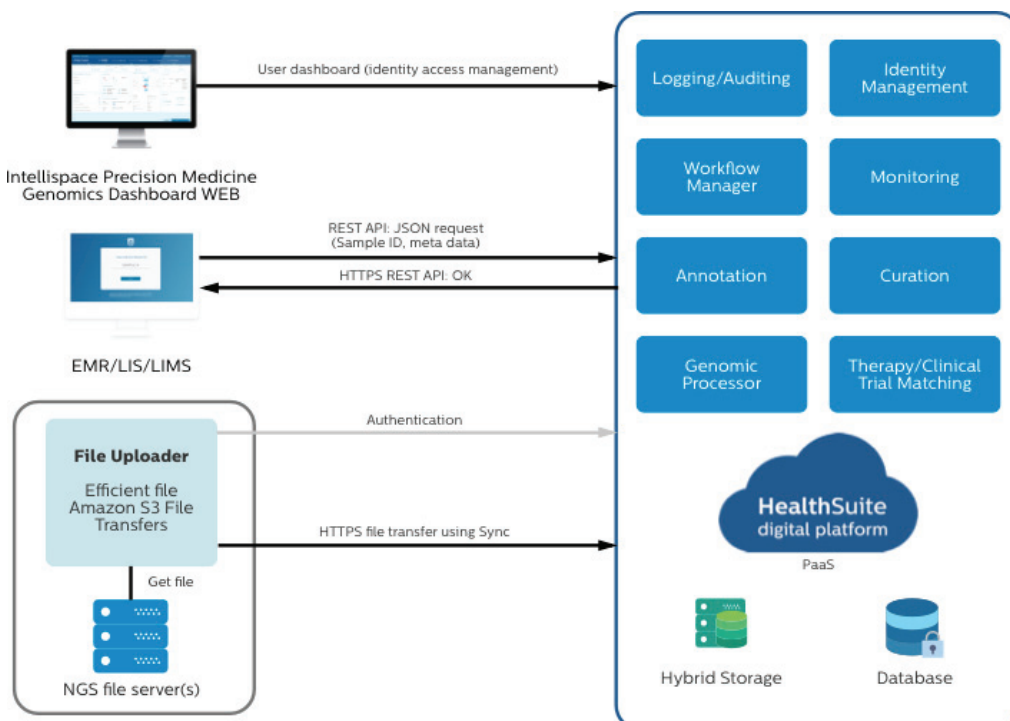 User dashboard (identity access management)
Intellispace Precision Medicine
Genomics Dashboard WEB
REST API: JSON request
(Sample ID, meta data)
HTTPS REST API: OK
EMR/LIS/LIMS
File Uploader
Efficient file
Amazon S3 File
Transfers
Authentication
HTTPS file transfer using Sync
Get file
NGS file server(s)
Logging/Auditing
Identity
Management
Workflow
Manager
Monitoring
Annotation
Curation
Genomic
Processor
Therapy/Clinical
Trial Matching
HealthSuite
digital platform
PaaS
Hybrid Storage
Database